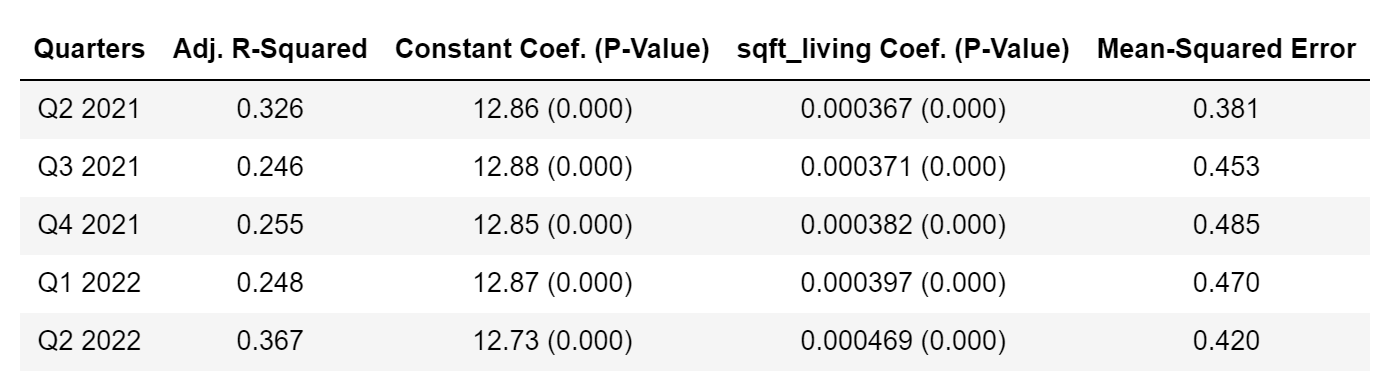 Quarters Adj. R-Squared Constant Coef. (P-Value) sqft_living Coef. (P-Value) Mean-Squared Error
Q2 2021 0.326 12.86 (0.000) 0.000367 (0.000) 0.381
Q3 2021 0.246 12.88 (0.000) 0.000371 (0.000) 0.453
Q4 2021 0.255 12.85 (0.000) 0.000382 (0.000) 0.485
Q1 2022 0.248 12.87 (0.000) 0.000397 (0.000) 0.470
Q2 2022 0.367 12.73 (0.000) 0.000469 (0.000) 0.420